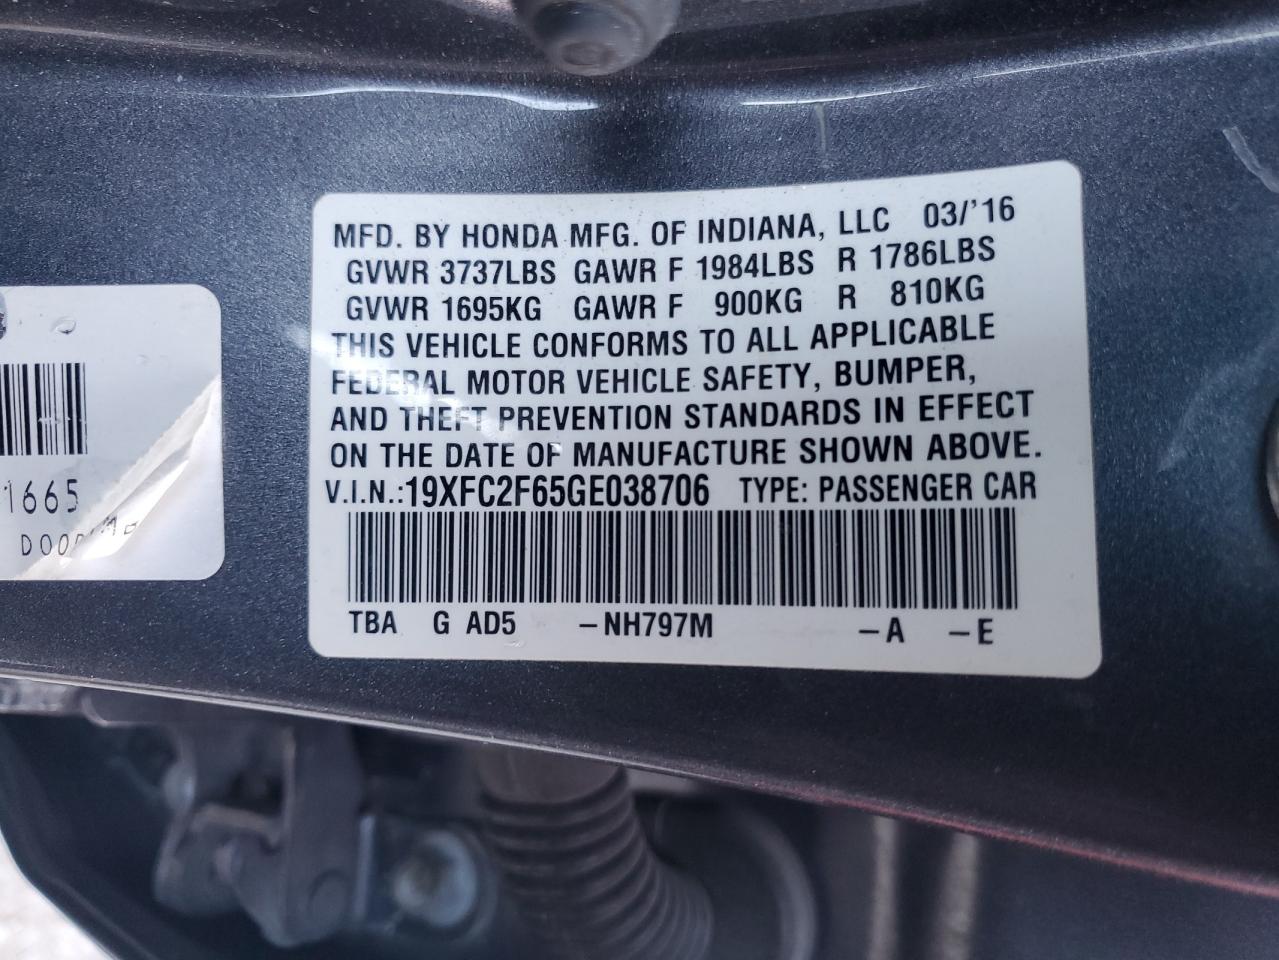 MFD. BY HONDA MFG. OF INDIANA, LLC 03/'16
GVWR 3737LBS GAWR F 1984LBS R 1786LBS
GVWR 1695KG GAWR F 900KG R 810KG
THIS VEHICLE CONFORMS TO ALL APPLICABLE
FEDERAL MOTOR VEHICLE SAFETY, BUMPER,
AND THEFT PREVENTION STANDARDS IN EFFECT
ON THE DATE OF MANUFACTURE SHOWN ABOVE.
V.I.N.:19XFC2F65GE038706 TYPE: PASSENGER CAR
TBA G AD5 -NH797M -A -E
1665